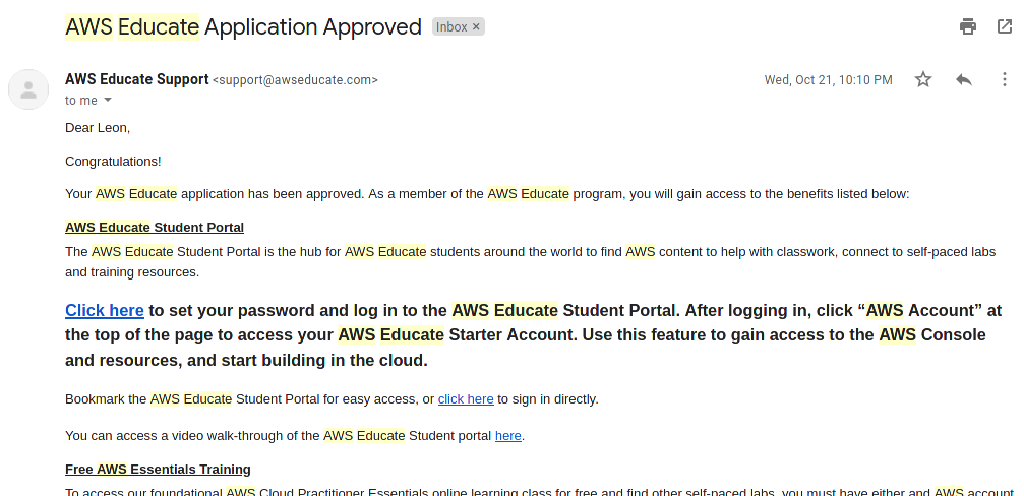 AWS Educate Application Approved Inbox ×
AWS Educate Support <support@awseducate.com> Wed, Oct 21, 10:10 PM
to me
Dear Leon,
Congratulations!
Your AWS Educate application has been approved. As a member of the AWS Educate program, you will gain access to the benefits listed below:
AWS Educate Student Portal
The AWS Educate Student Portal is the hub for AWS Educate students around the world to find AWS content to help with classwork, connect to self-paced labs
and training resources.
Click here to set your password and log in to the AWS Educate Student Portal. After logging in, click “AWS Account” at
the top of the page to access your AWS Educate Starter Account. Use this feature to gain access to the AWS Console
and resources, and start building in the cloud.
Bookmark the AWS Educate Student Portal for easy access, or click here to sign in directly.
You can access a video walk-through of the AWS Educate Student portal here.
Free AWS Essentials Training
To access our foundational AWS Cloud Practitioner Essentials online learning class for free and find other self-paced labs, you must have either and AWS account